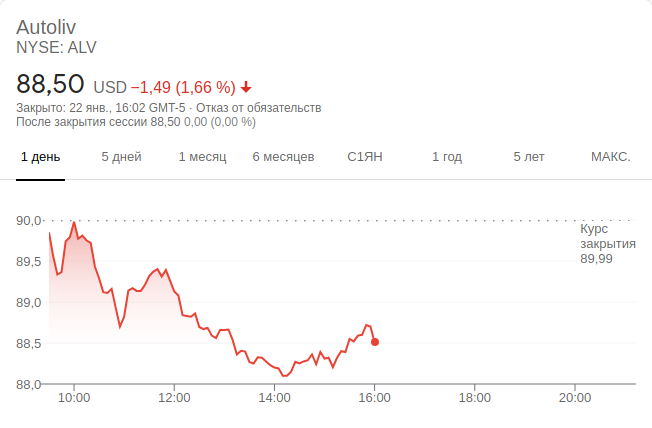 Autoliv
NYSE: ALV
88,50 USD −1,49 (1,66 %)
Закрыто: 22 янв., 16:02 GMT-5 · Отказ от обязательств
После закрытия сессии 88,50 0,00 (0,00 %)
1 день 5 дней 1 месяц 6 месяцев С1ЯН 1 год 5 лет МАКС.
90,0
Курс
закрытия
89,99
89,5
89,0
88,5
88,0
10:00 12:00 14:00 16:00 18:00 20:00